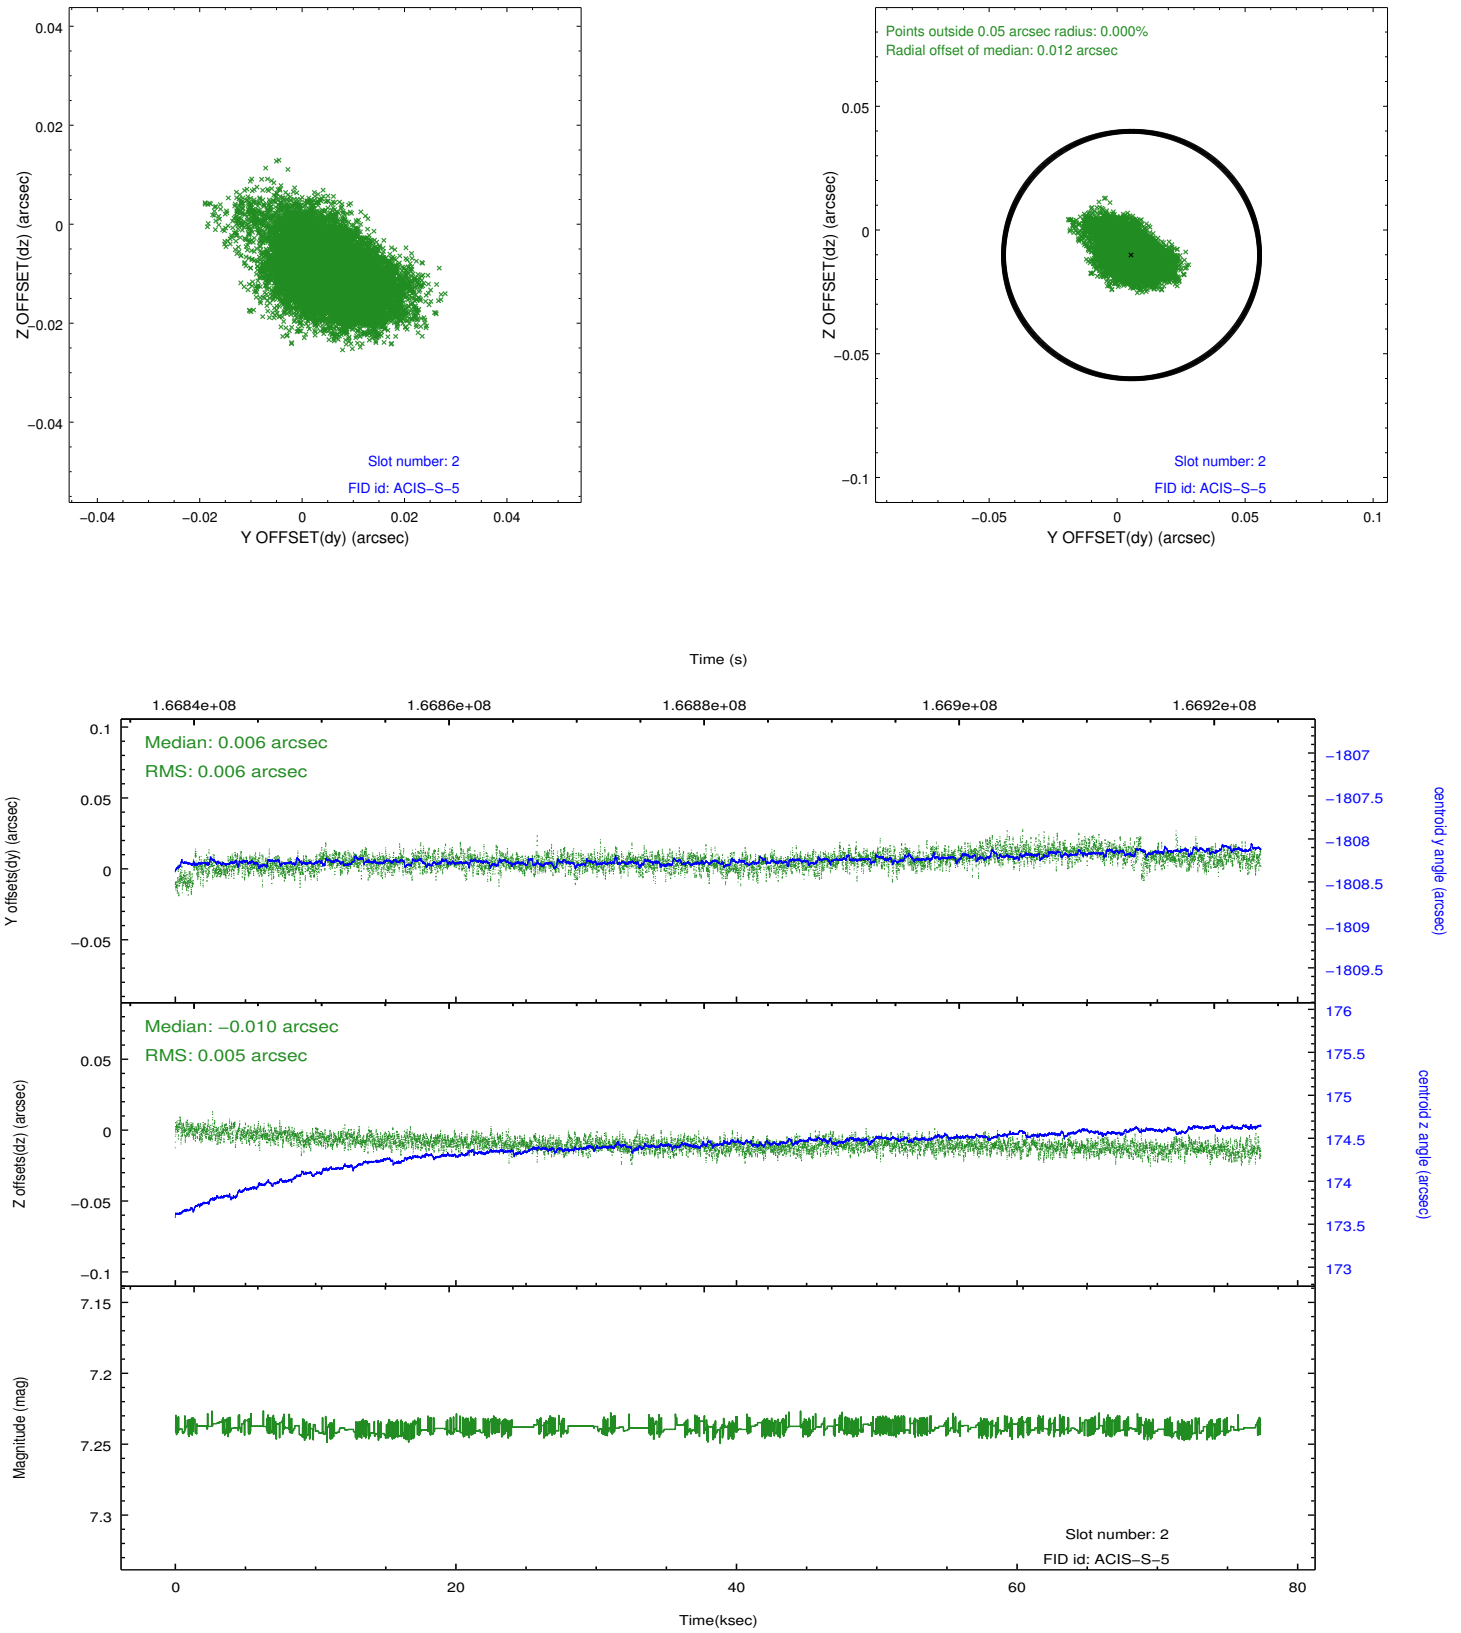 0.04
0.02
0
−0.02
−0.04
Z OFFSET(dz) (arcsec)
Slot number: 2
FID id: ACIS−S−5
−0.04
−0.02
0
0.02
0.04
Y OFFSET(dy) (arcsec)
Points outside 0.05 arcsec radius: 0.000%
Radial offset of median: 0.012 arcsec
0.05
0
−0.05
−0.1
Z OFFSET(dz) (arcsec)
Slot number: 2
FID id: ACIS−S−5
−0.05
0
0.05
0.1
Y OFFSET(dy) (arcsec)
Time (s)
1.6684e+08
1.6686e+08
1.6688e+08
1.669e+08
1.6692e+08
Median: 0.006 arcsec
RMS: 0.006 arcsec
0.1
0.05
0
−0.05
Y offsets(dy) (arcsec)
−1807
−1807.5
−1808
−1808.5
−1809
−1809.5
centroid y angle (arcsec)
Median: −0.010 arcsec
RMS: 0.005 arcsec
0.05
0
−0.05
−0.1
Z offsets(dz) (arcsec)
176
175.5
175
174.5
174
173.5
173
centroid z angle (arcsec)
7.15
7.2
7.25
7.3
Magnitude (mag)
Slot number: 2
FID id: ACIS−S−5
0
20
40
60
80
Time(ksec)